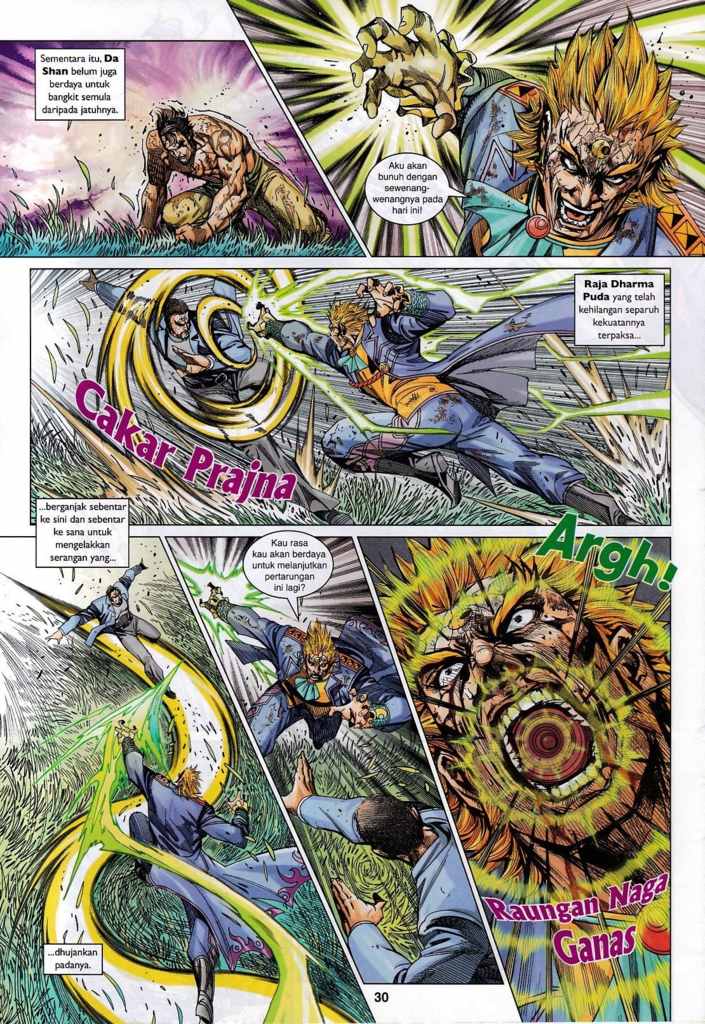 Sementara itu, Da
Shan belum juga
berdaya untuk
bangkit semula
daripada jatuhnya.
Aku akan
bunuh dengan
sewenang-
wenangnya pada
hari ini!
Raja Dharma
Puda yang telah
kehilangan separuh
kekuatannya
terpaksa...
Cakar Prajna
...berganjak sebentar
ke sini dan sebentar
ke sana untuk
mengelakkan
serangan yang...
Kau rasa
kau akan berdaya
untuk melanjutkan
pertarungan
ini lagi?
Argh!
Raungan Naga
Ganas
...dhujankan
padanya.
30